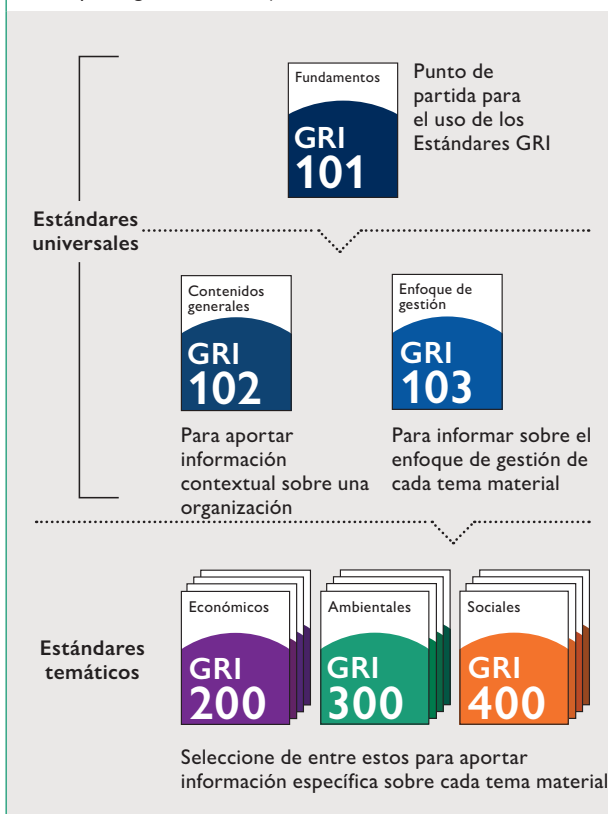 Fundamentos
GRI
101
Punto de
partida para
el uso de los
Estándares GRI
Estándares
universales
Contenidos
generales
GRI
102
Enfoque de
gestión
GRI
103
Para aportar
información
contextual sobre una
organización
Para informar sobre el
enfoque de gestión de
cada tema material
Estándares
temáticos
Económicos
GRI
200
Ambientales
GRI
300
Sociales
GRI
400
Seleccione de entre estos para aportar
información específica sobre cada tema material